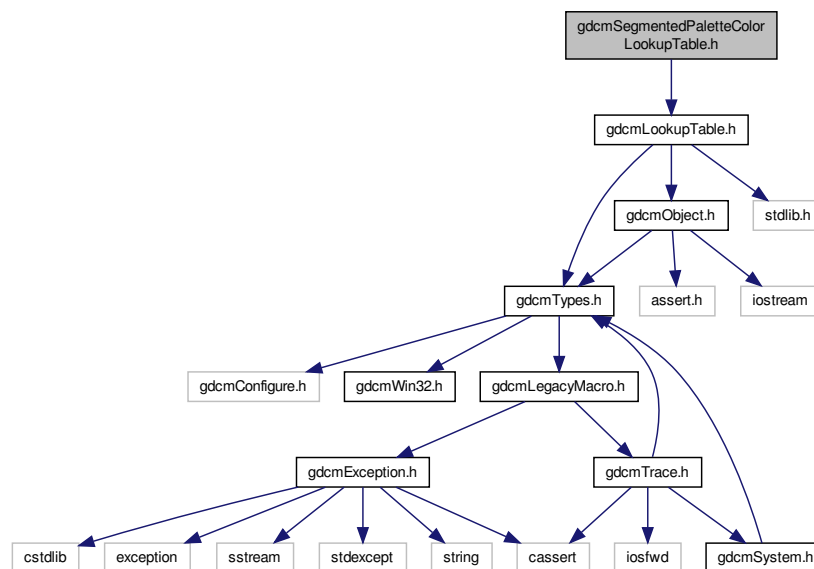 gdcmSegmentedPaletteColor
LookupTable.h
gdcmLookupTable.h
gdcmObject.h
stdlib.h
gdcmTypes.h
assert.h
iostream
gdcmConfigure.h
gdcmWin32.h
gdcmLegacyMacro.h
gdcmException.h
gdcmTrace.h
cstdlib
exception
sstream
stdexcept
string
cassert
iosfwd
gdcmSystem.h